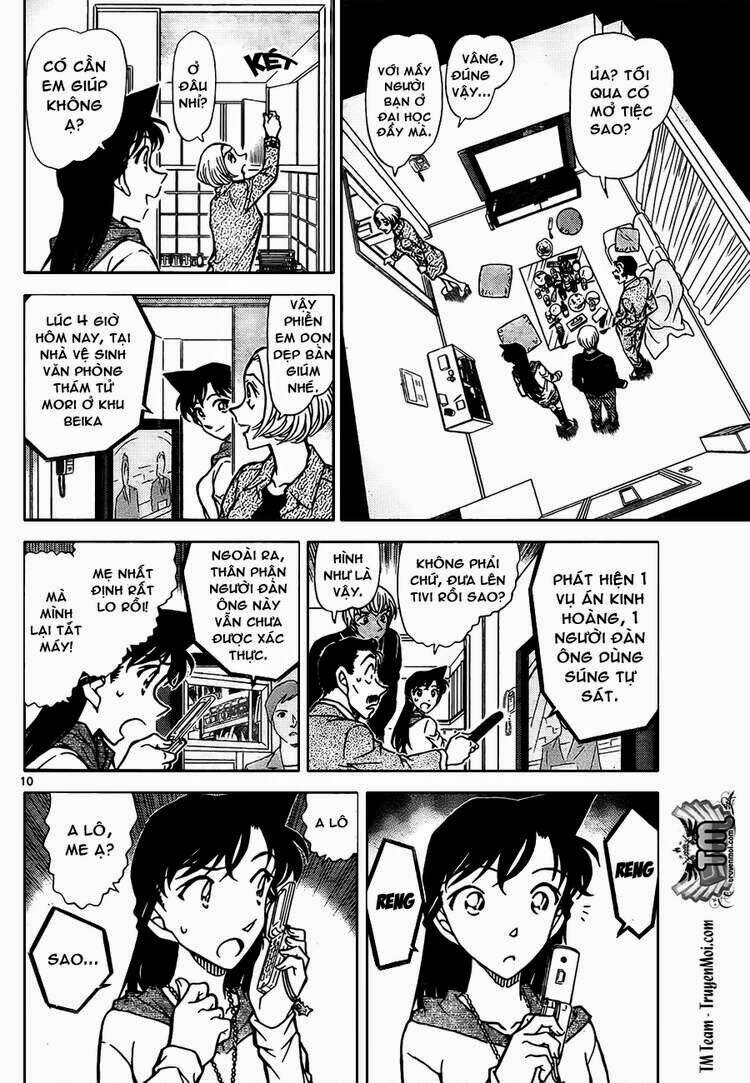 ỦA? TỐI
QUA CÓ
MỞ TIỆC
SAO?
VÂNG,
ĐÚNG
VẬY...
VỚI MẤY
NGƯỜI
BẠN Ở
ĐẠI HỌC
ĐẤY MÀ.
KÉT
Ở
ĐÂU
NHỈ?
CÓ CẦN
EM GIÚP
KHÔNG
Ạ?
VẬY
PHIỀN
EM DỌN
DẸP BÀN
GIÚM
NHÉ.
LÚC 4 GIỜ
HÔM NAY, TẠI
NHÀ VỆ SINH
VĂN PHÒNG
THÁM TỬ
MORI Ở KHU
BEIKA
PHÁT HIỆN 1
VỤ ÁN KINH
HOÀNG, 1
NGƯỜI ĐÀN
ÔNG DÙNG
SÚNG TỰ
SÁT.
KHÔNG PHẢI
CHỨ, ĐƯA LÊN
TIVI RỒI SAO?
HÌNH
NHƯ LÀ
VẬY.
NGOÀI RA,
THÂN PHẬN
NGƯỜI ĐÀN
ÔNG NÀY
VẪN CHƯA
ĐƯỢC XÁC
THỰC.
MẸ NHẤT
ĐỊNH RẤT
LO RỒI!
MÀ
MÌNH
LẠI TẮT
MÁY!
10
RENG
RENG
A LÔ
A LÔ,
MẸ Ạ?
SAO...
TM
truyenmoi.com
TM Team - TruyenMoi.com